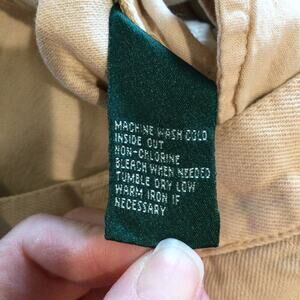 MACHINE WASH COLD
INSIDE OUT
NON-CHLORINE
BLEACH WHEN NEEDED
TUMBLE DRY LOW
WARM IRON IF
NECESSARY